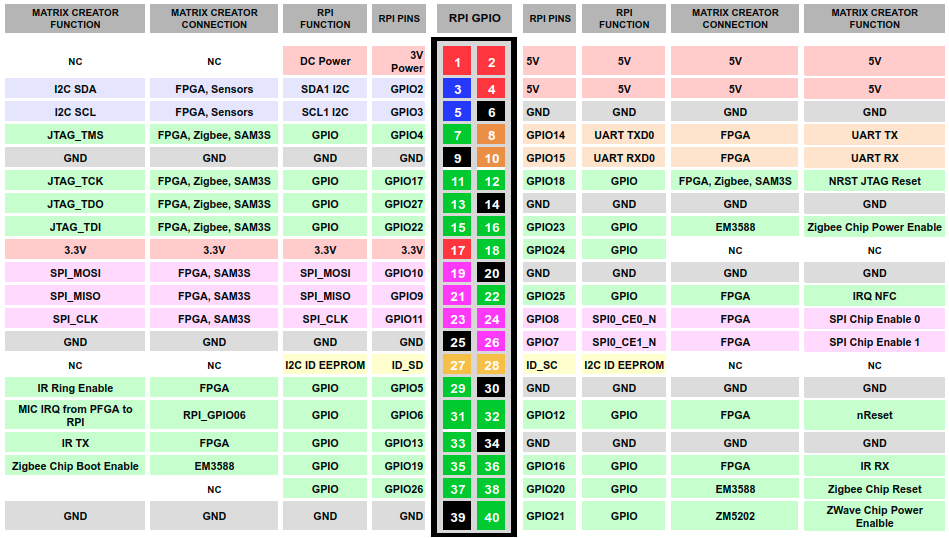 MATRIX CREATOR FUNCTION MATRIX CREATOR CONNECTION RPI FUNCTION RPI PINS RPI GPIO RPI PINS RPI FUNCTION MATRIX CREATOR CONNECTION MATRIX CREATOR FUNCTION
NC NC DC Power 3V Power 1 2 5V 5V 5V 5V
I2C SDA FPGA, Sensors SDA1 I2C GPIO2 3 4 5V 5V 5V 5V
I2C SCL FPGA, Sensors SCL1 I2C GPIO3 5 6 GND GND GND GND
JTAG_TMS FPGA, Zigbee, SAM3S GPIO GPIO4 7 8 GPIO14 UART TXD0 FPGA UART TX
GND GND GND GND 9 10 GPIO15 UART RXD0 FPGA UART RX
JTAG_TCK FPGA, Zigbee, SAM3S GPIO GPIO17 11 12 GPIO18 GPIO FPGA, Zigbee, SAM3S NRST JTAG Reset
JTAG_TDO FPGA, Zigbee, SAM3S GPIO GPIO27 13 14 GND GND GND GND
JTAG_TDI FPGA, Zigbee, SAM3S GPIO GPIO22 15 16 GPIO23 GPIO EM3588 Zigbee Chip Power Enable
3.3V 3.3V 3.3V 3.3V 17 18 GPIO24 GPIO NC NC
SPI_MOSI FPGA, SAM3S SPI_MOSI GPIO10 19 20 GND GND GND GND
SPI_MISO FPGA, SAM3S SPI_MISO GPIO9 21 22 GPIO25 GPIO FPGA IRQ NFC
SPI_CLK FPGA, SAM3S SPI_CLK GPIO11 23 24 GPIO8 SPI0_CE0_N FPGA SPI Chip Enable 0
GND GND GND GND 25 26 GPIO7 SPI0_CE1_N FPGA SPI Chip Enable 1
NC NC I2C ID EEPROM ID_SD 27 28 ID_SC I2C ID EEPROM NC NC
IR Ring Enable FPGA GPIO GPIO5 29 30 GND GND GND GND
MIC IRQ from PFGA to RPI RPI_GPIO06 GPIO GPIO6 31 32 GPIO12 GPIO FPGA nReset
IR TX FPGA GPIO GPIO13 33 34 GND GND GND GND
Zigbee Chip Boot Enable EM3588 GPIO GPIO19 35 36 GPIO16 GPIO FPGA IR RX
NC GPIO GPIO26 37 38 GPIO20 GPIO EM3588 Zigbee Chip Reset
GND GND GND GND 39 40 GPIO21 GPIO ZM5202 ZWave Chip Power Enalble